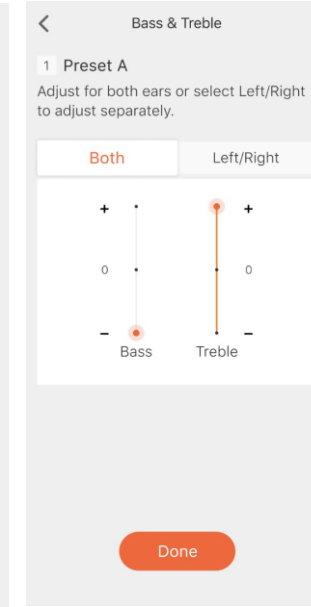 Bass & Treble
1 Preset A
Adjust for both ears or select Left/Right
to adjust separately.
Both Left/Right
+ +
0 0
− −
Bass Treble
Done